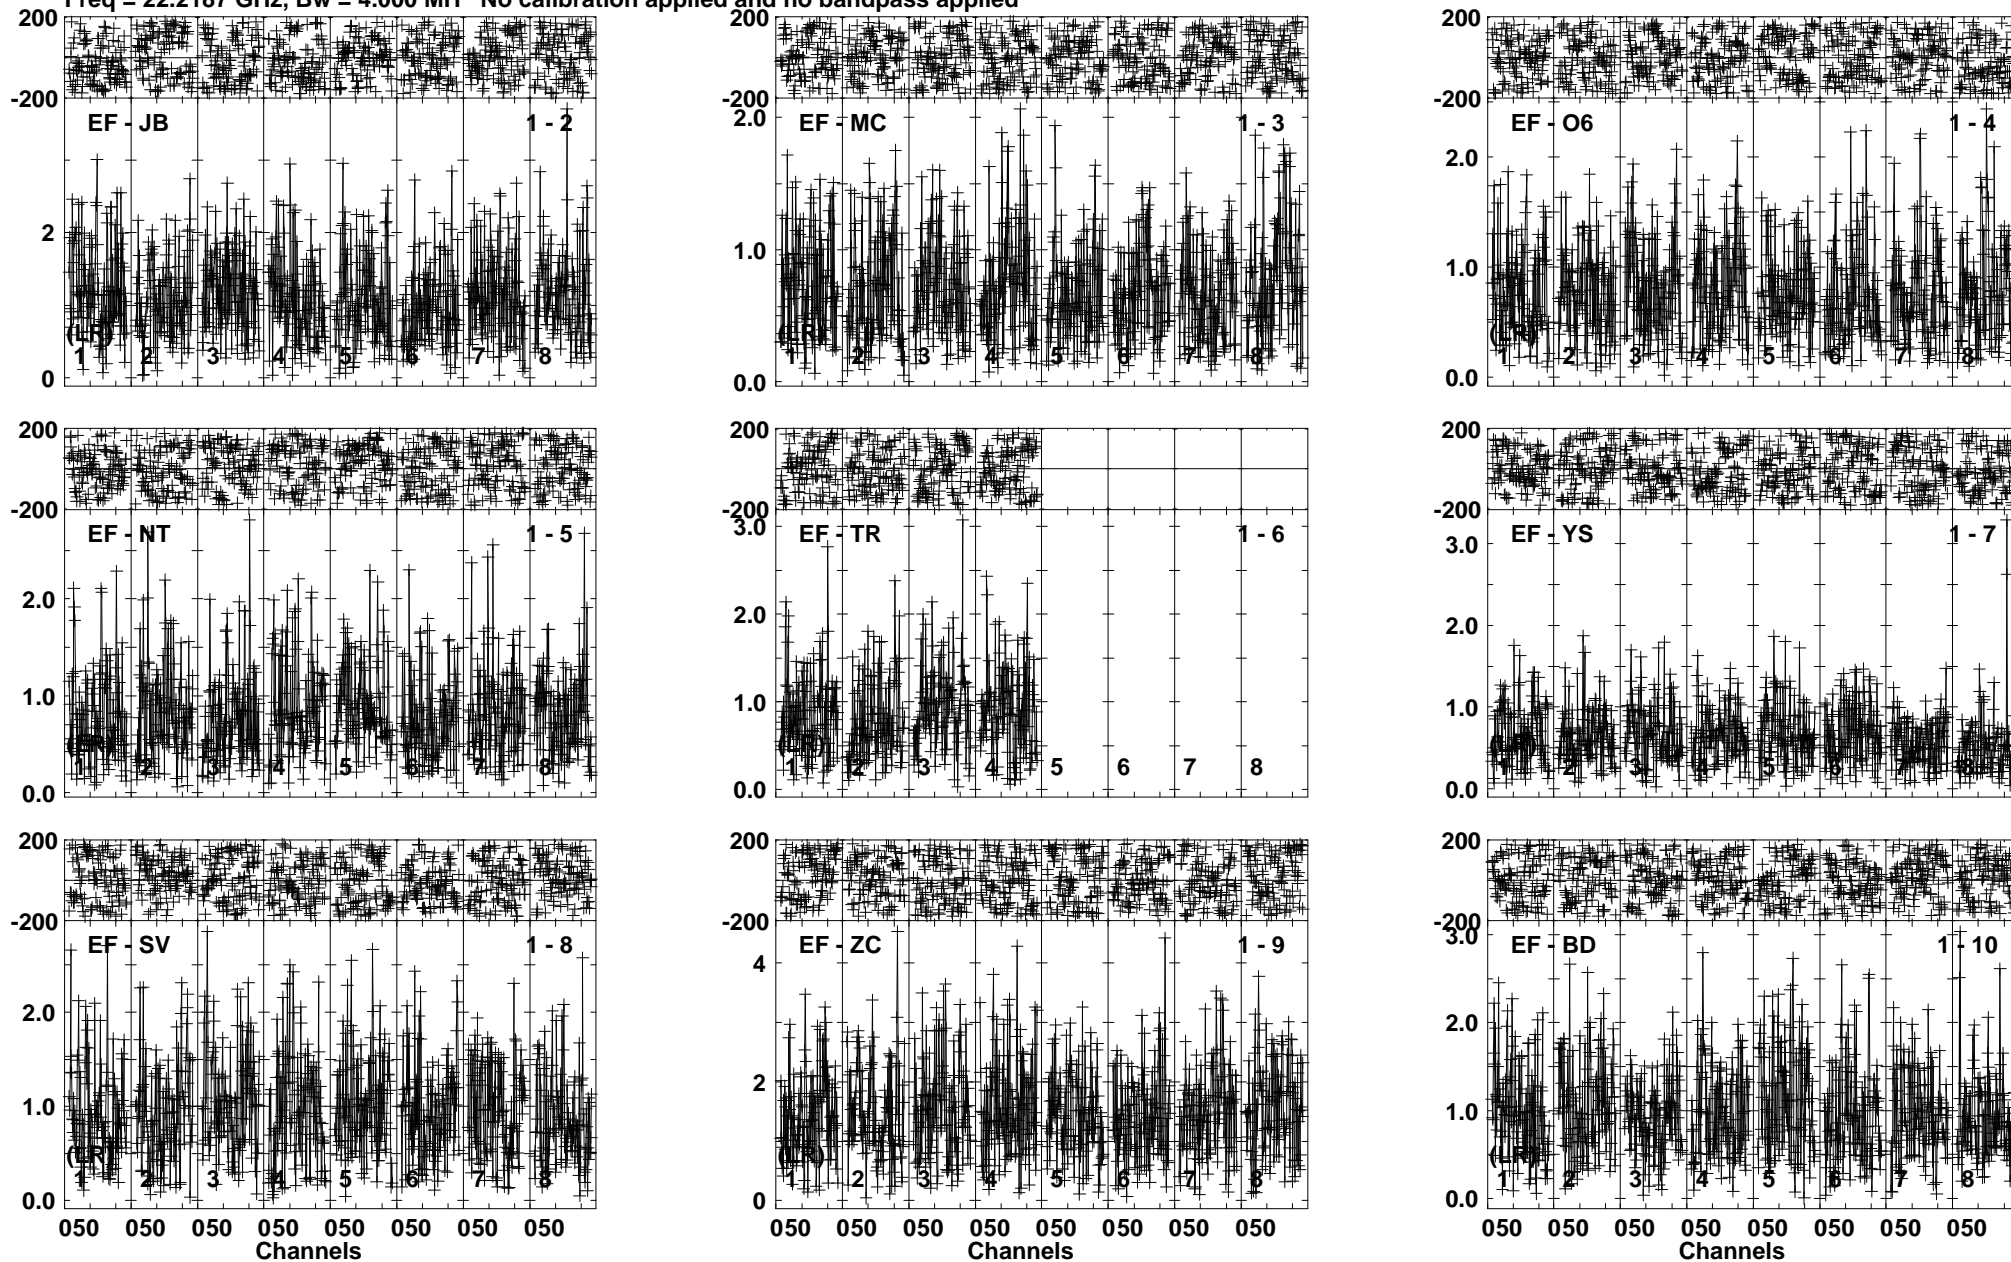 Freq = 22.2187 GHz, Bw = 4.000 MH No calibration applied and no bandpass applied
200 200 200
-200 -200 -200
EF - JB 1 - 2 EF - MC 1 - 3 EF - O6 1 - 4
2.0 2.0
2 1.0 1.0
(LR) (LR) (LR)
1 2 3 4 5 6 7 8 1 2 3 4 5 6 7 8 1 2 3 4 5 6 7 8
0 0.0 0.0
200 200 200
-200 -200 -200
EF - NT 1 - 5 EF - TR 1 - 6 EF - YS 1 - 7
3.0 3.0
2.0 2.0 2.0
1.0 1.0 1.0
(LR) (LR) (LR)
1 2 3 4 5 6 7 8 1 2 3 4 5 6 7 8 1 2 3 4 5 6 7 8
0.0 0.0 0.0
200 200 200
-200 -200 -200
EF - SV 1 - 8 EF - ZC 1 - 9 3.0 EF - BD 1 - 10
2.0 4 2.0
1.0 2 1.0
(LR) (LR) (LR)
1 2 3 4 5 6 7 8 1 2 3 4 5 6 7 8 1 2 3 4 5 6 7 8
0.0 0 0.0
050 050 050 050 050 050 050 050 050 050 050 050 050 050 050 050 050 050 050 050 050 050 050 050
Channels Channels